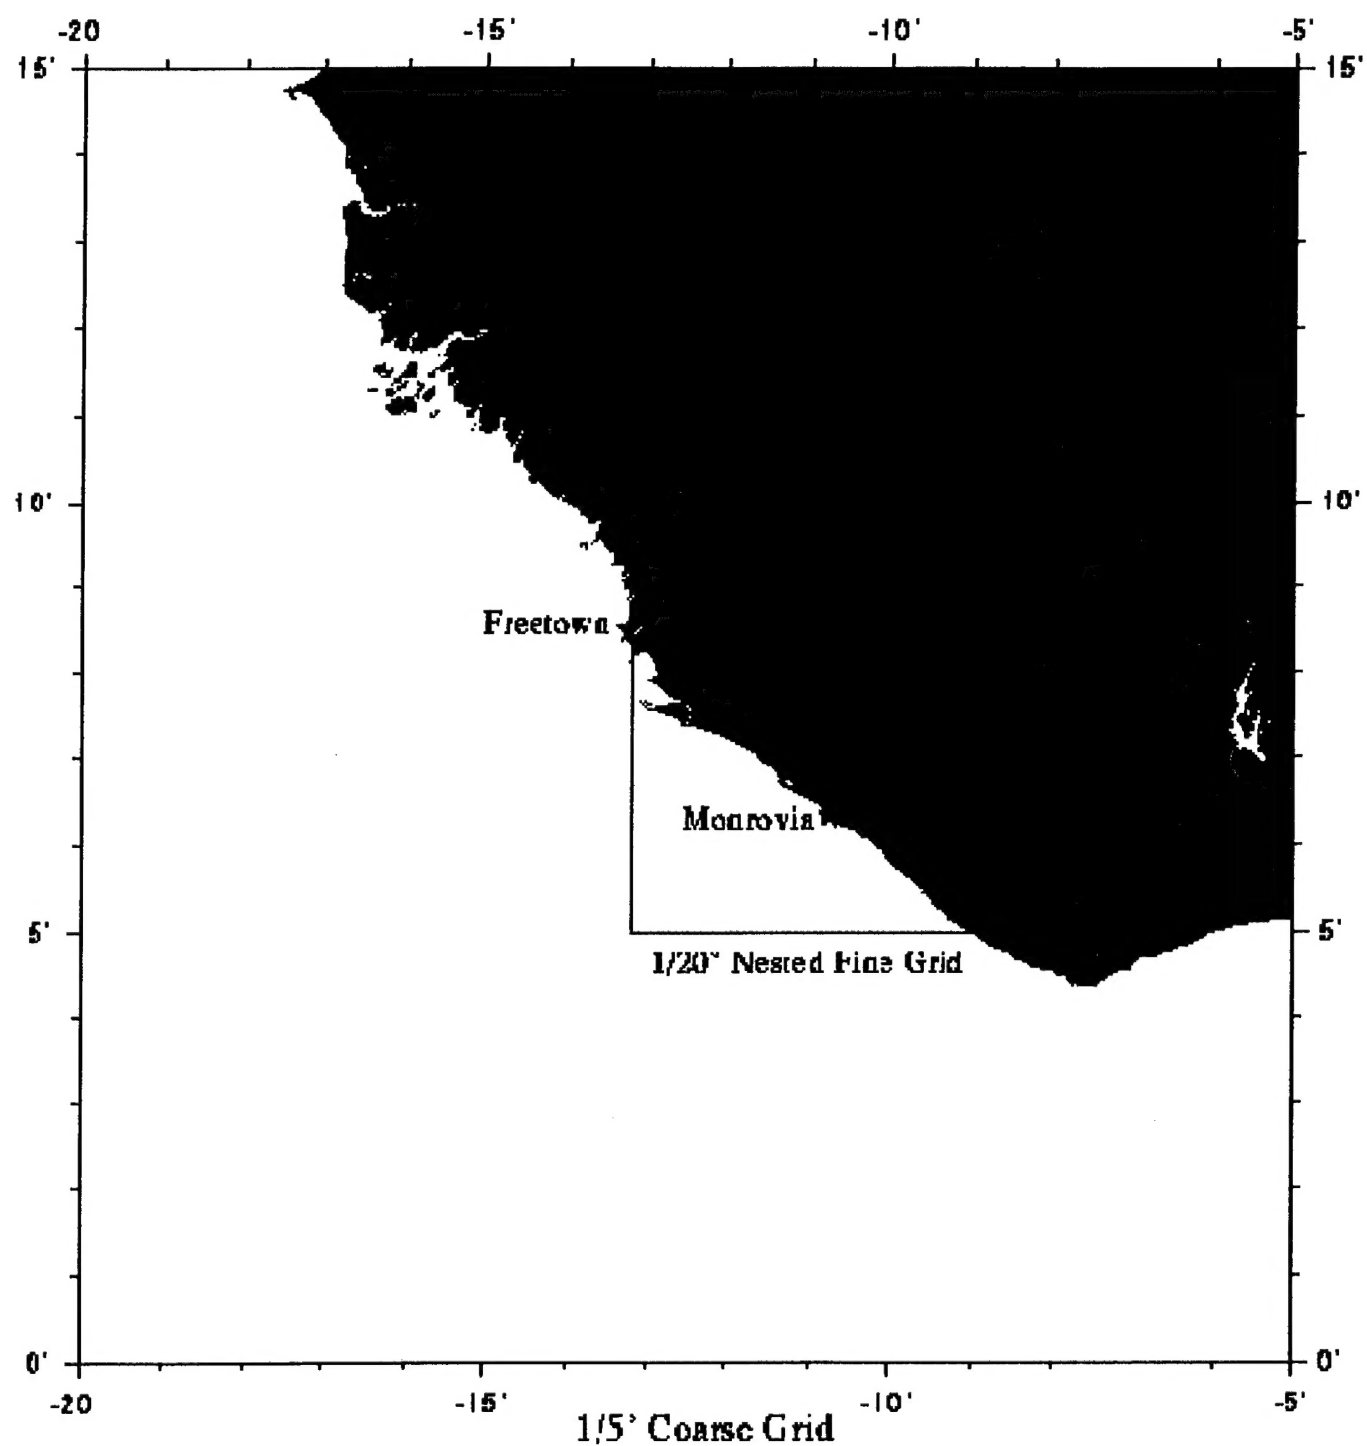 -20 -15' -10' -5'
15' 15'
10' 10'
Freetown
Monrovia
5' 5'
1/20° Nested Fine Grid
0' 0'
-20 -15' -10' -5'
1/5° Coarse Grid